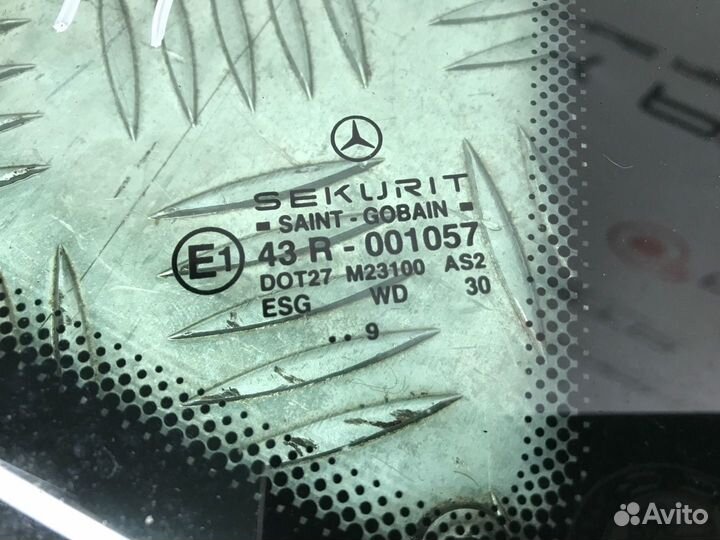 SEKURIT
SAINT - GOBAIN
E1
43 R - 001057
DOT27 M23100 AS2
ESG WD 30
. . 9
Avito